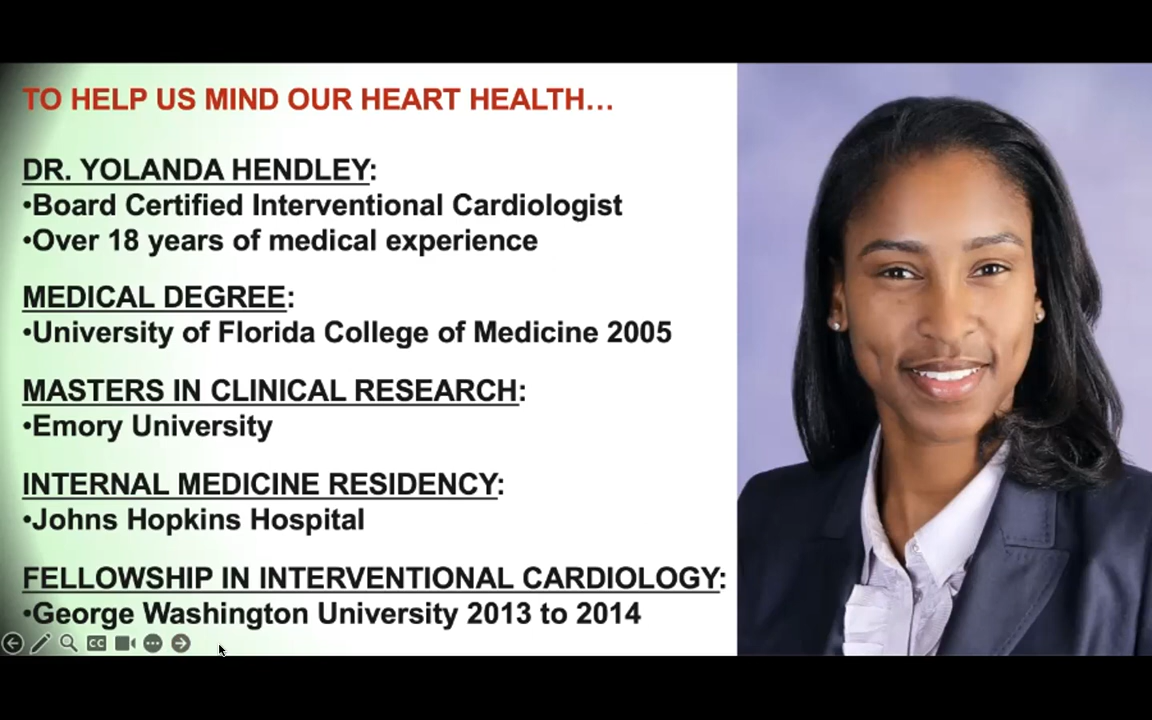 TO HELP US MIND OUR HEART HEALTH…
DR. YOLANDA HENDLEY:
•Board Certified Interventional Cardiologist
•Over 18 years of medical experience
MEDICAL DEGREE:
•University of Florida College of Medicine 2005
MASTERS IN CLINICAL RESEARCH:
•Emory University
INTERNAL MEDICINE RESIDENCY:
•Johns Hopkins Hospital
FELLOWSHIP IN INTERVENTIONAL CARDIOLOGY:
•George Washington University 2013 to 2014
CC